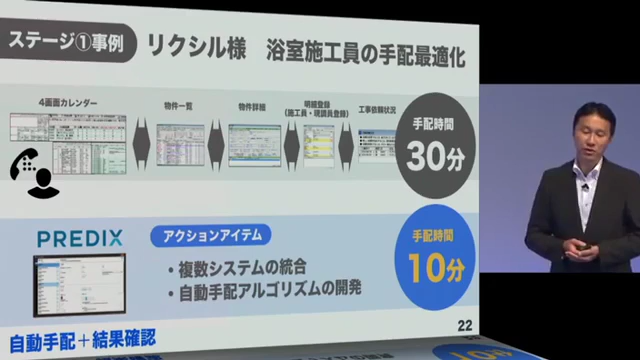 ステージ①事例
リクシル様 浴室施工員の手配最適化
4画面カレンダー
物件一覧
物件詳細
明細登録
(施工員・現調員登録)
工事依頼状況
手配時間
30分
PREDIX
アクションアイテム
・複数システムの統合
・自動手配アルゴリズムの開発
手配時間
10分
自動手配+結果確認
22